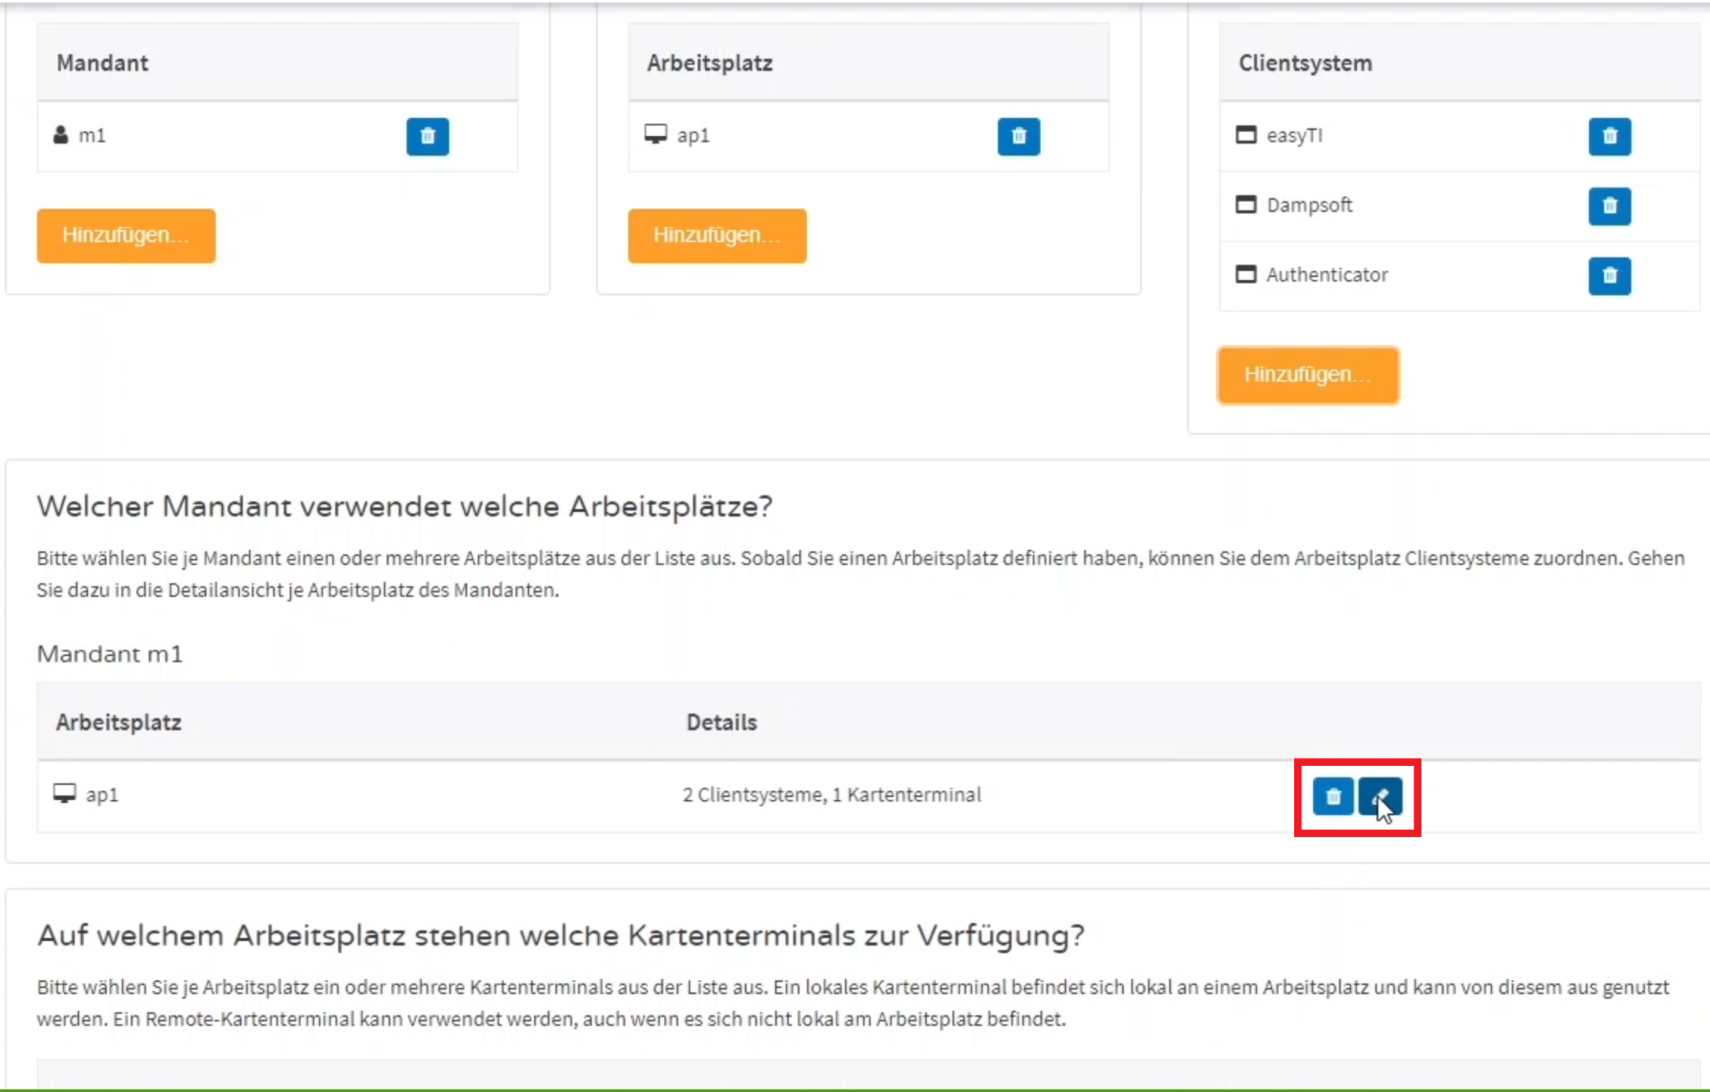 Mandant
m1
Hinzufügen...
Arbeitsplatz
ap1
Hinzufügen...
Clientsystem
easyTI
Dampsoft
Authenticator
Hinzufügen...
Welcher Mandant verwendet welche Arbeitsplätze?
Bitte wählen Sie je Mandant einen oder mehrere Arbeitsplätze aus der Liste aus. Sobald Sie einen Arbeitsplatz definiert haben, können Sie dem Arbeitsplatz Clientsysteme zuordnen. Gehen
Sie dazu in die Detailansicht je Arbeitsplatz des Mandanten.
Mandant m1
Arbeitsplatz Details
ap1 2 Clientsysteme, 1 Kartenterminal
Auf welchem Arbeitsplatz stehen welche Kartenterminals zur Verfügung?
Bitte wählen Sie je Arbeitsplatz ein oder mehrere Kartenterminals aus der Liste aus. Ein lokales Kartenterminal befindet sich lokal an einem Arbeitsplatz und kann von diesem aus genutzt
werden. Ein Remote-Kartenterminal kann verwendet werden, auch wenn es sich nicht lokal am Arbeitsplatz befindet.